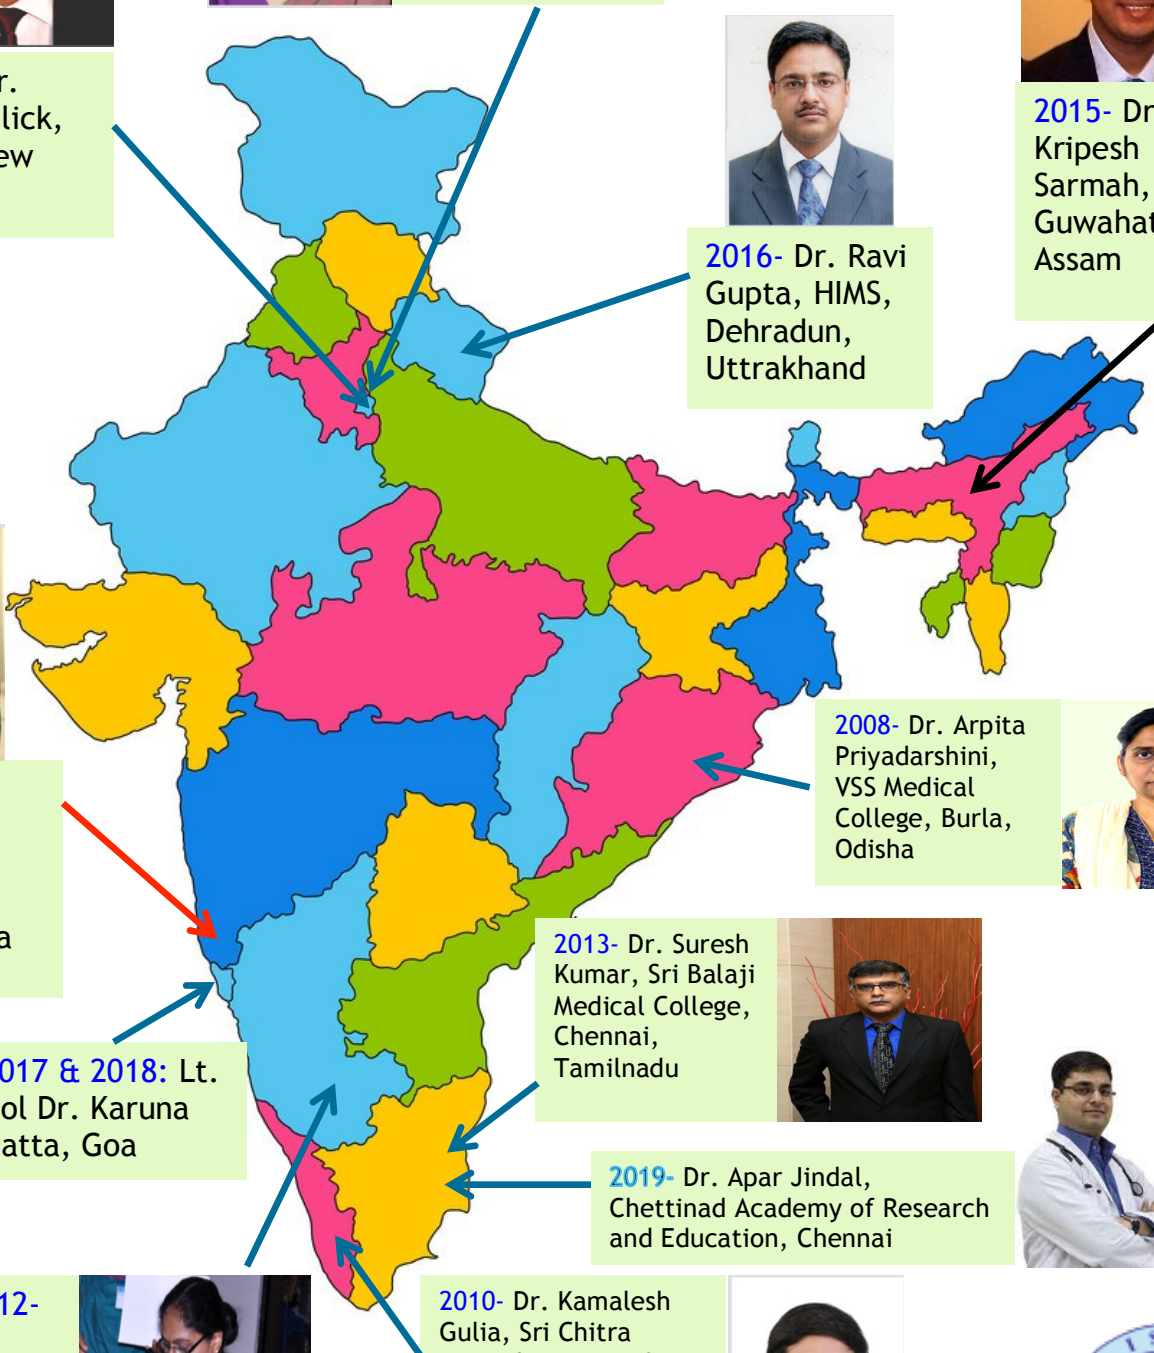 r.
lick,
ew
2015- Dr
Kripesh
Sarmah,
Guwahat
Assam
2016- Dr. Ravi
Gupta, HIMS,
Dehradun,
Uttrakhand
2008- Dr. Arpita
Priyadarshini,
VSS Medical
College, Burla,
Odisha
a
2013- Dr. Suresh
Kumar, Sri Balaji
Medical College,
Chennai,
Tamilnadu
017 & 2018: Lt.
ol Dr. Karuna
atta, Goa
2019- Dr. Apar Jindal,
Chettinad Academy of Research
and Education, Chennai
12-
2010- Dr. Kamalesh
Gulia, Sri Chitra
I S